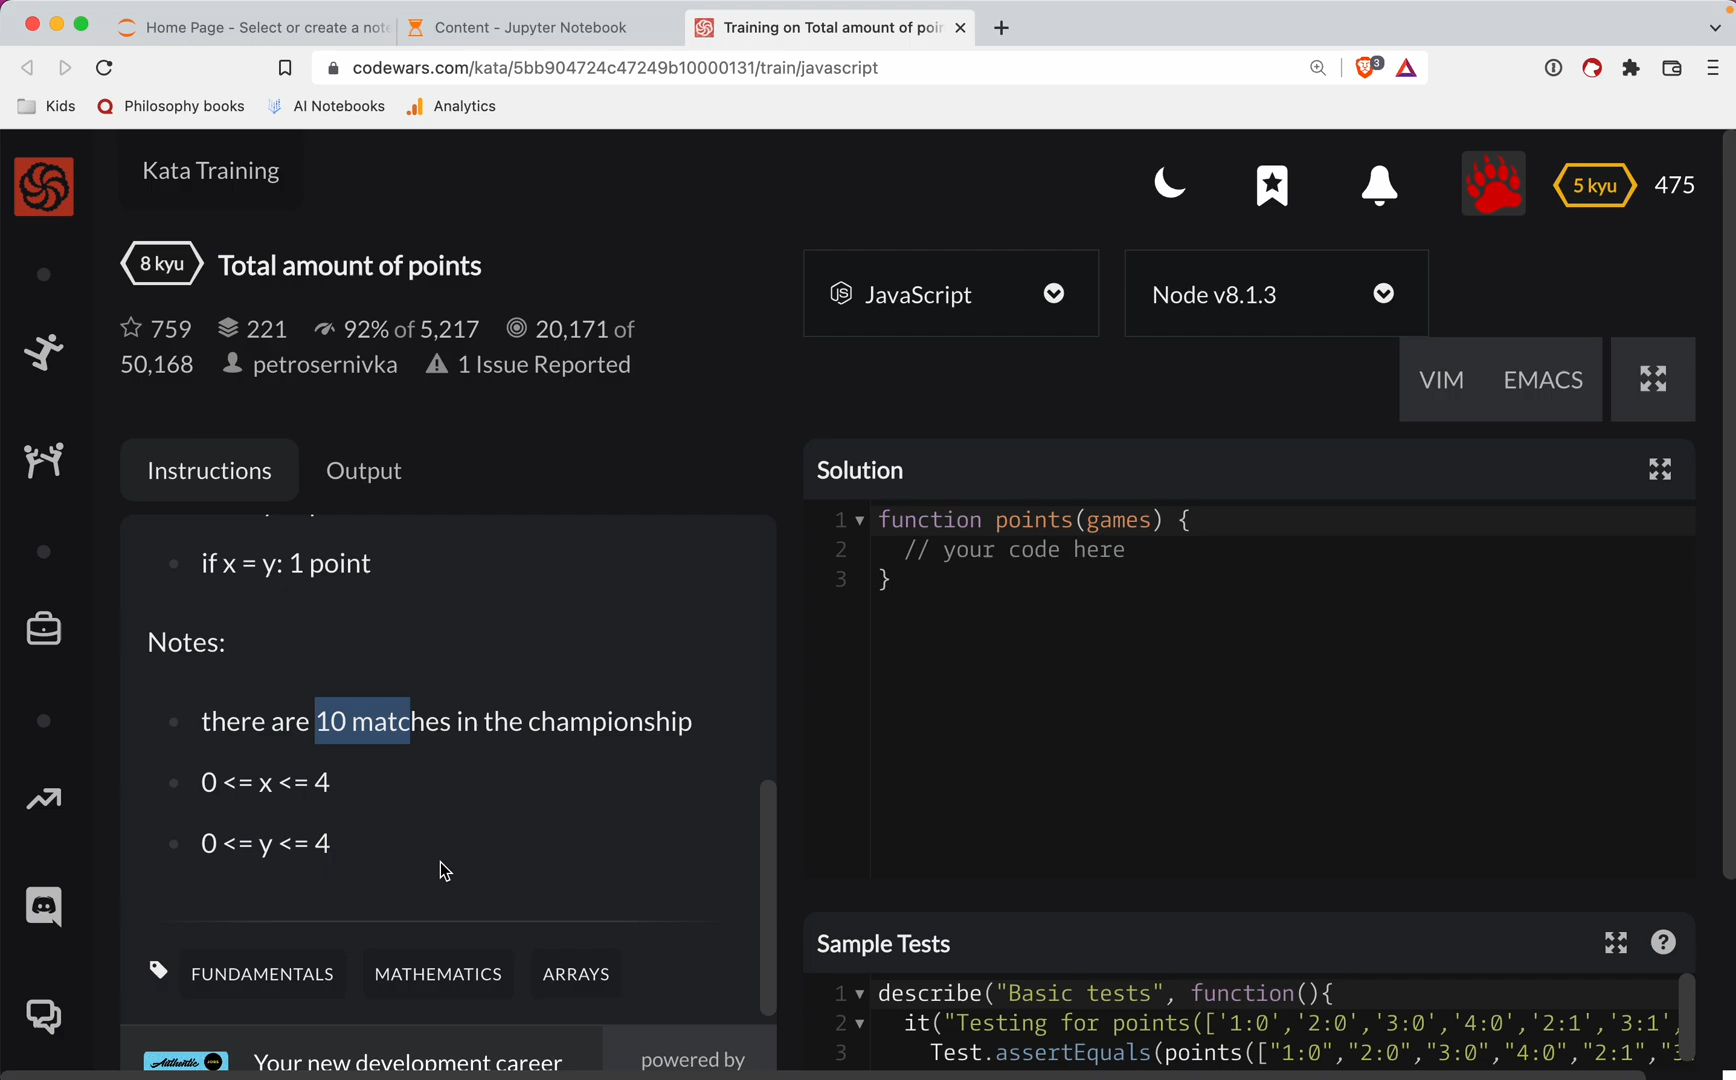 Home Page - Select or create a note
Content - Jupyter Notebook
Training on Total amount of poin
codewars.com/kata/5bb904724c47249b10000131/train/javascript
3
Kids
Philosophy books
AI Notebooks
Analytics
Kata Training
5 kyu
475
8 kyu
Total amount of points
759
221
92% of 5,217
20,171 of
50,168
petrosernivka
1 Issue Reported
JavaScript
Node v8.1.3
VIM
EMACS
Instructions
Output
Solution
if x = y: 1 point
Notes:
there are 10 matches in the championship
0 <= x <= 4
0 <= y <= 4
FUNDAMENTALS
MATHEMATICS
ARRAYS
Authentic JOBS
Your new development career
powered by
1 function points(games) {
2 // your code here
3 }
Sample Tests
1 describe("Basic tests", function(){
2 it("Testing for points(['1:0','2:0','3:0','4:0','2:1','3:1',
3 Test.assertEquals(points(["1:0","2:0","3:0","4:0","2:1","3